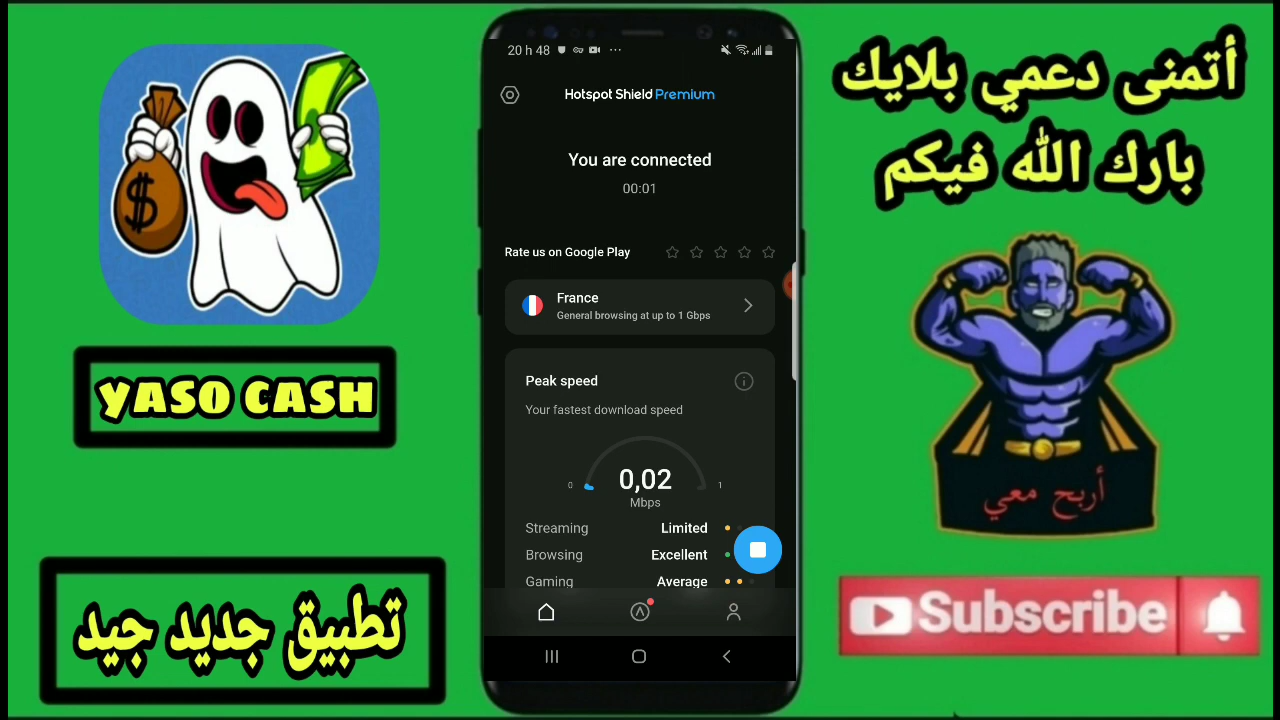 YASO CASH
تطبيق جديد جيد
20 h 48
Hotspot Shield Premium
You are connected
00:01
Rate us on Google Play
France
General browsing at up to 1 Gbps
Peak speed
Your fastest download speed
0
0,02
1
Mbps
Streaming Limited
Browsing Excellent
Gaming Average
أتمنى دعمي بلايك
بارك الله فيكم
أربح معي
Subscribe